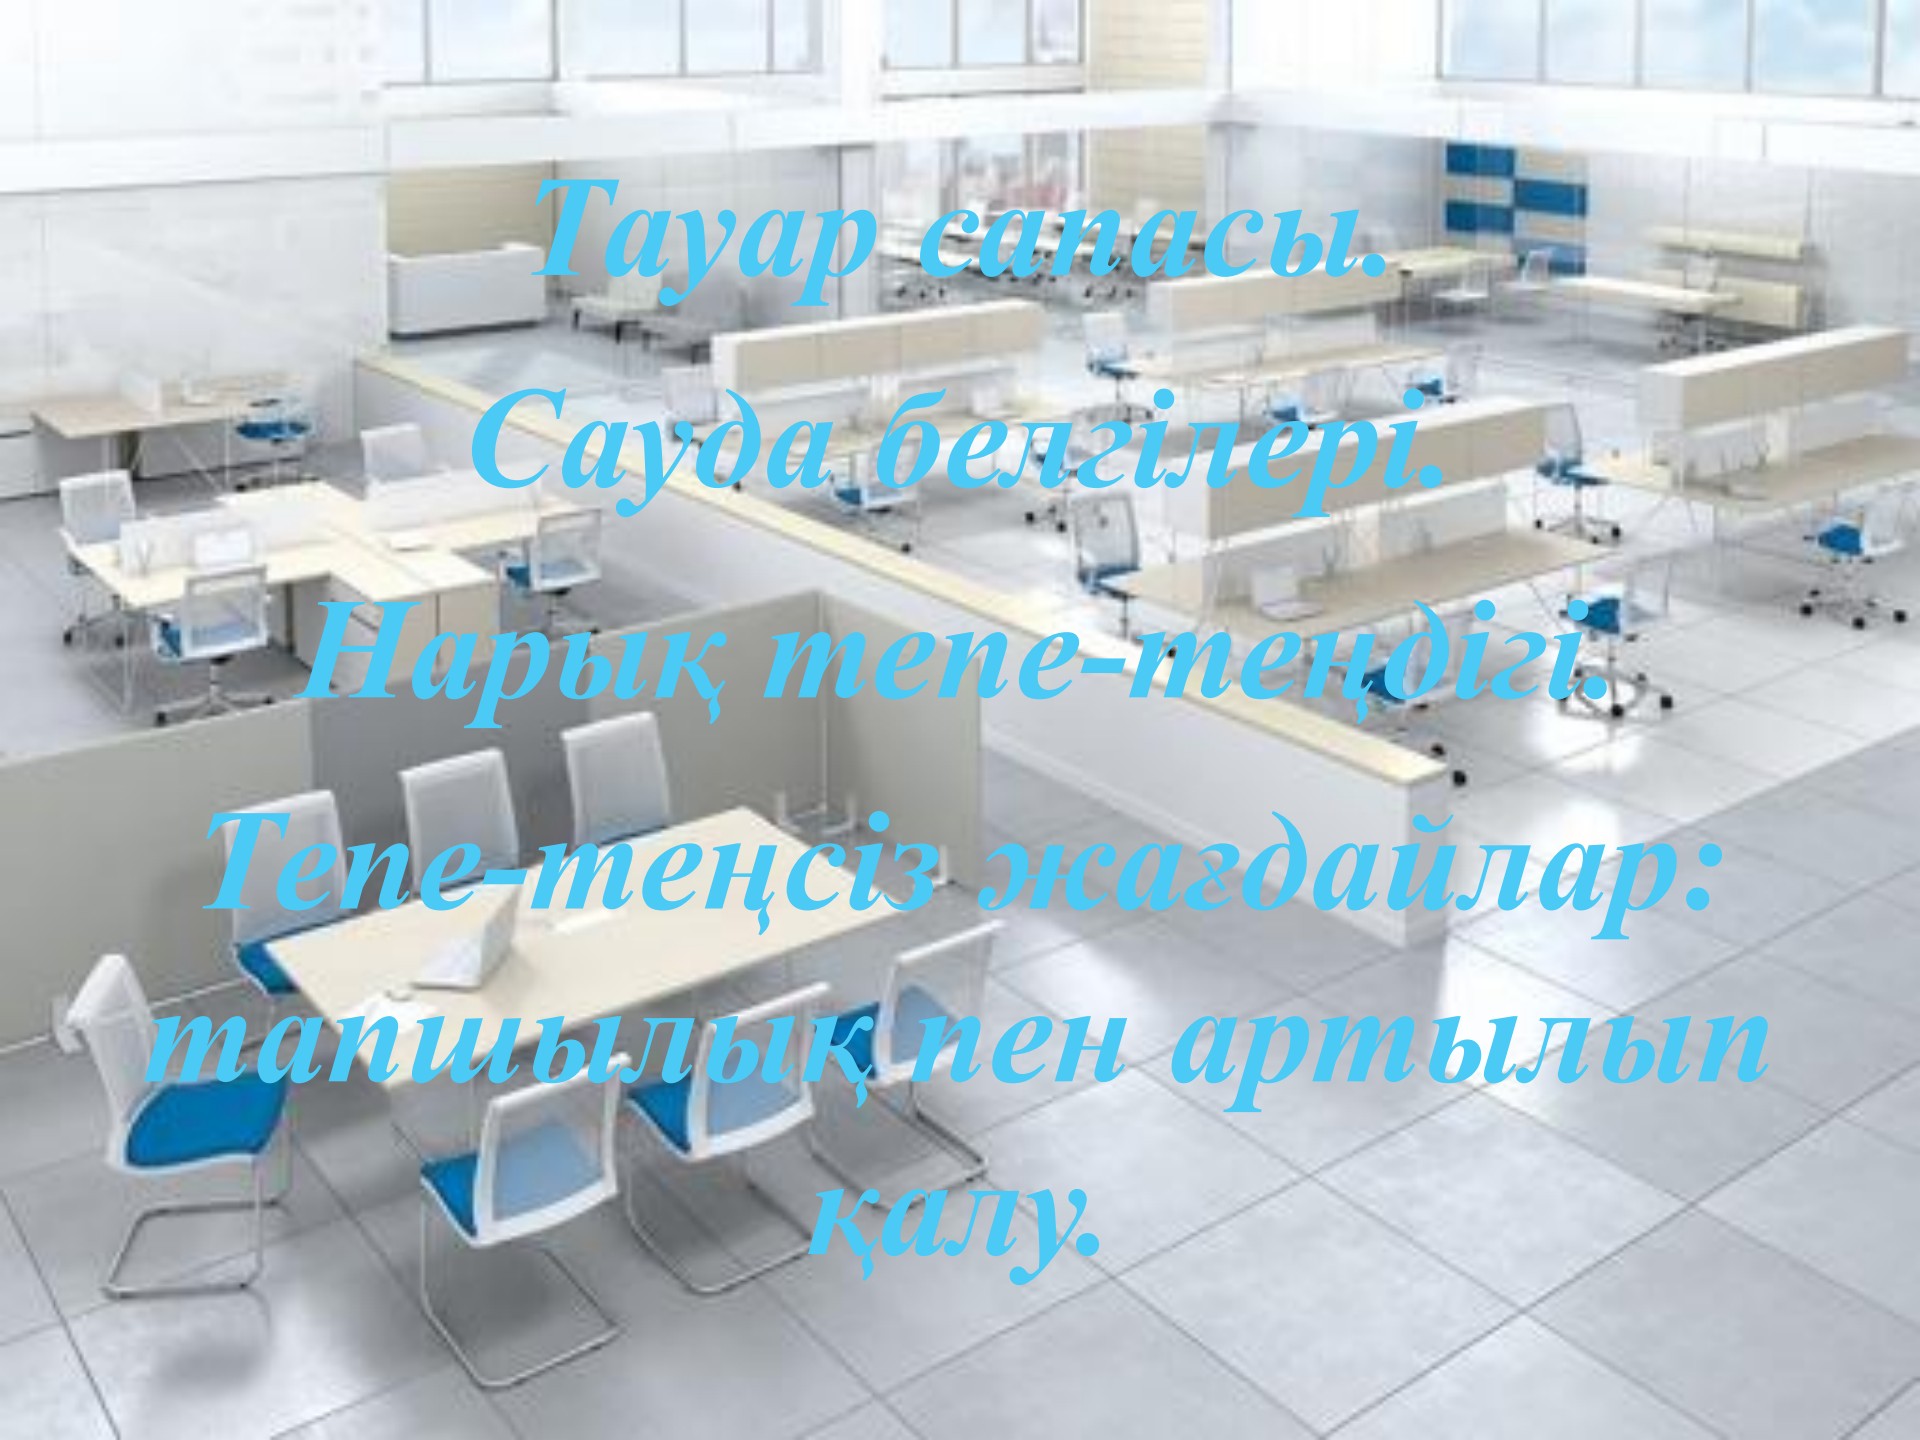 Тауар сапасы.
Сауда белгілері.
Нарық тепе-теңдігі.
Тепе-теңсіз жағдайлар:
тапшылық пен артылып
қалу.